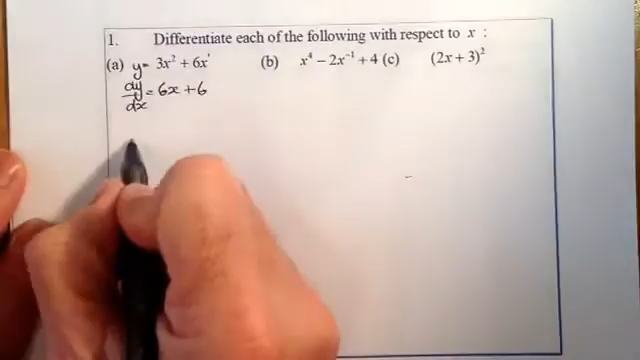 1. Differentiate each of the following with respect to x :
(a) y= 3x² + 6x¹ (b) x⁴ − 2x⁻¹ + 4 (c) (2x + 3)²
dy/dx = 6x + 6